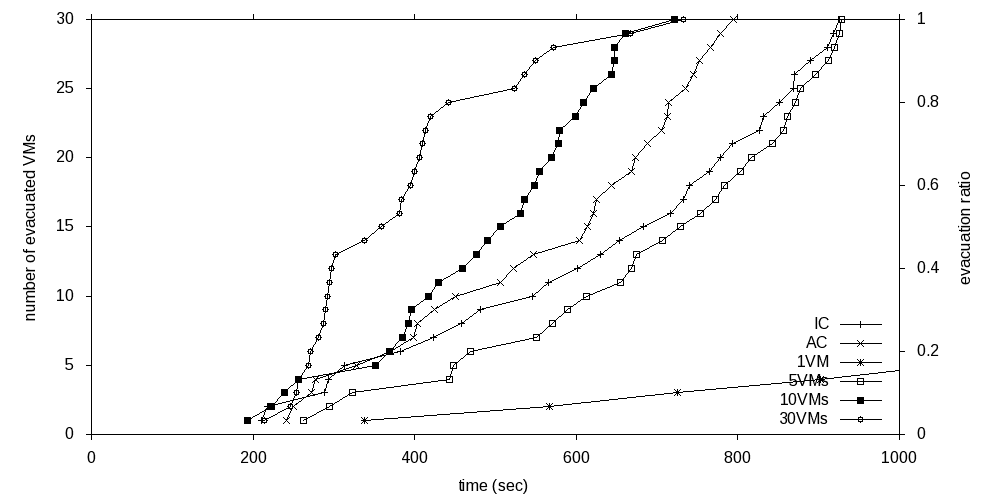 30
25
20
15
10
5
0
number of evacuated VMs
1
0.8
0.6
0.4
0.2
0
evacuation ratio
IC
AC
1VM
5VMs
10VMs
30VMs
0 200 400 600 800 1000
time (sec)